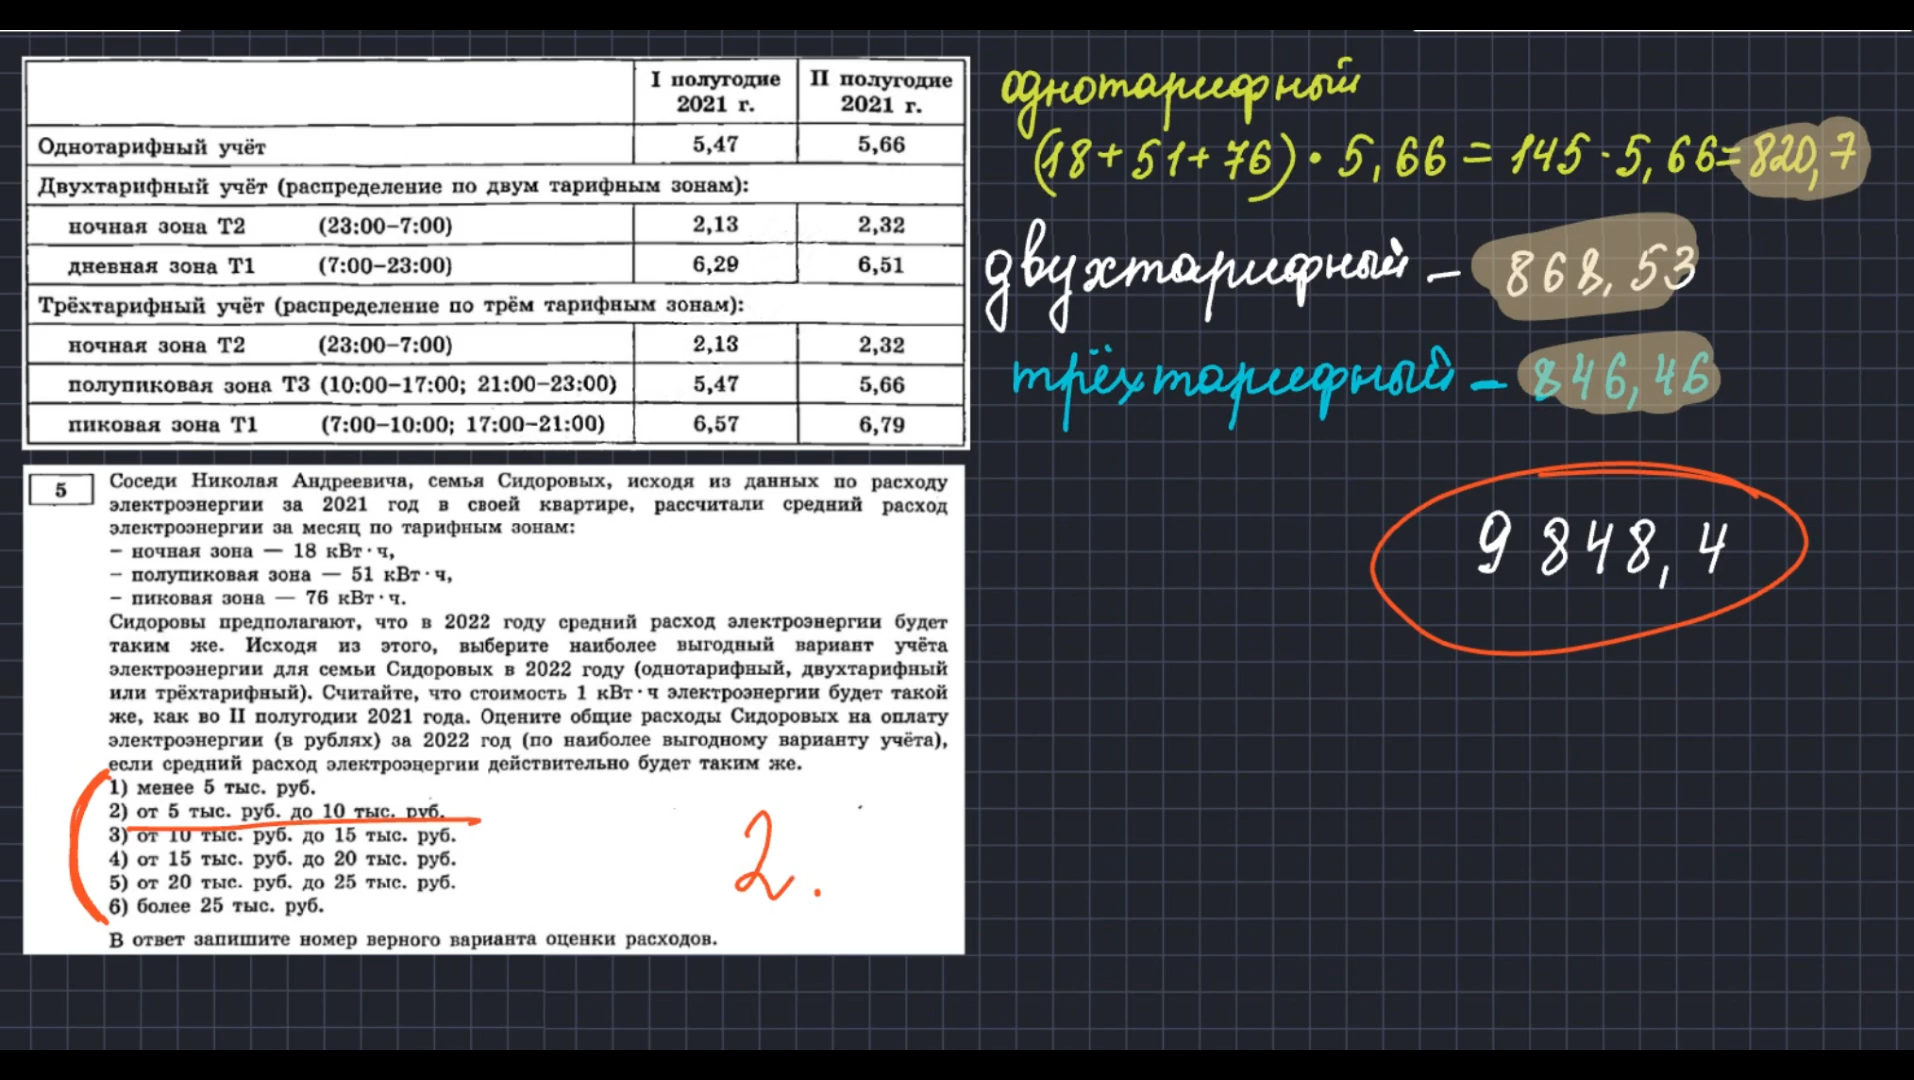 I полугодие 2021 г. II полугодие 2021 г.
Однотарифный учёт 5,47 5,66
Двухтарифный учёт (распределение по двум тарифным зонам):
ночная зона Т2 (23:00–7:00) 2,13 2,32
дневная зона Т1 (7:00–23:00) 6,29 6,51
Трёхтарифный учёт (распределение по трём тарифным зонам):
ночная зона Т2 (23:00–7:00) 2,13 2,32
полупиковая зона Т3 (10:00–17:00; 21:00–23:00) 5,47 5,66
пиковая зона Т1 (7:00–10:00; 17:00–21:00) 6,57 6,79
5
Соседи Николая Андреевича, семья Сидоровых, исходя из данных по расходу
электроэнергии за 2021 год в своей квартире, рассчитали средний расход
электроэнергии за месяц по тарифным зонам:
– ночная зона — 18 кВт·ч,
– полупиковая зона — 51 кВт·ч,
– пиковая зона — 76 кВт·ч.
Сидоровы предполагают, что в 2022 году средний расход электроэнергии будет
таким же. Исходя из этого, выберите наиболее выгодный вариант учёта
электроэнергии для семьи Сидоровых в 2022 году (однотарифный, двухтарифный
или трёхтарифный). Считайте, что стоимость 1 кВт·ч электроэнергии будет такой
же, как во II полугодии 2021 года. Оцените общие расходы Сидоровых на оплату
электроэнергии (в рублях) за 2022 год (по наиболее выгодному варианту учёта),
если средний расход электроэнергии действительно будет таким же.
1) менее 5 тыс. руб.
2) от 5 тыс. руб. до 10 тыс. руб.
3) от 10 тыс. руб. до 15 тыс. руб.
4) от 15 тыс. руб. до 20 тыс. руб.
5) от 20 тыс. руб. до 25 тыс. руб.
6) более 25 тыс. руб.
В ответ запишите номер верного варианта оценки расходов.
2.
однотарифный
(18+51+76)·5,66=145·5,66=820,7
двухтарифный – 868,53
трёхтарифный – 846,46
9 848,4